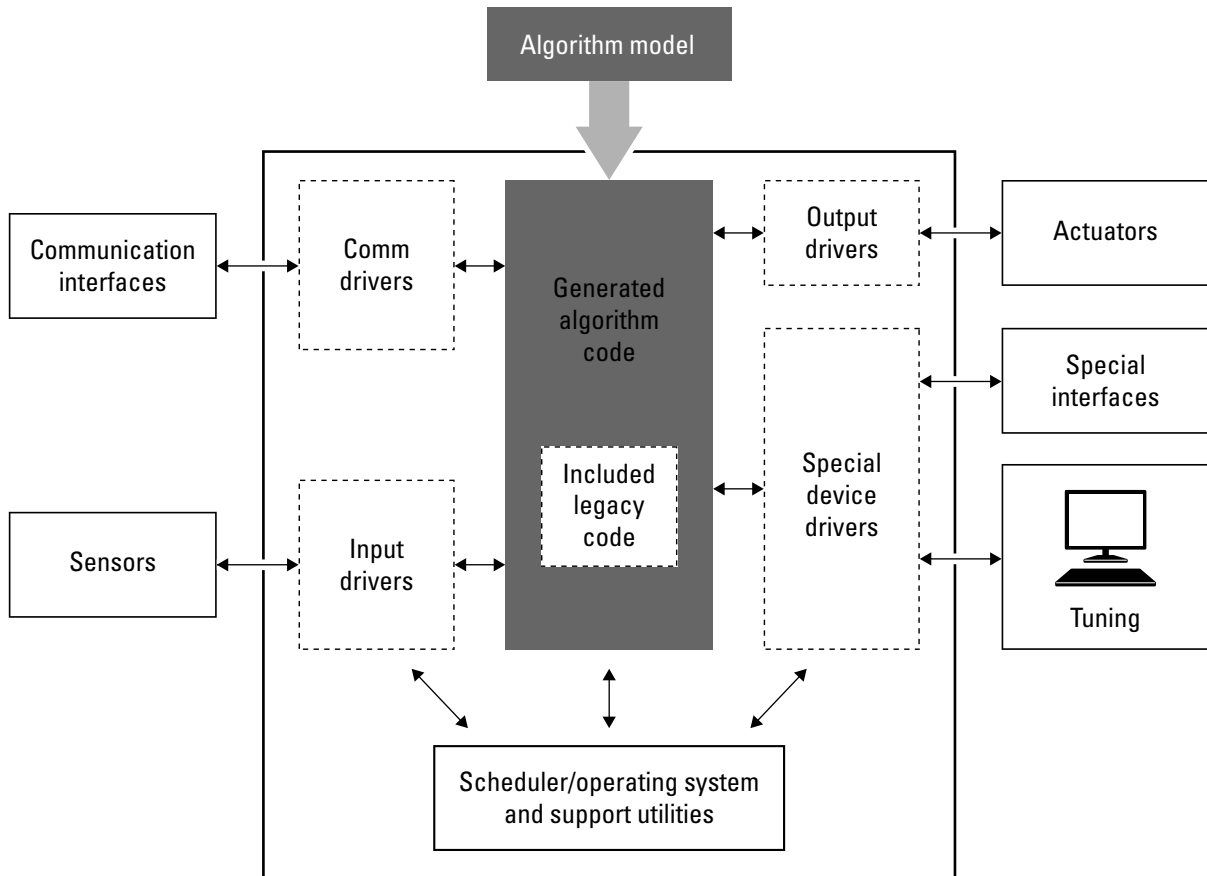 Algorithm model
Communication
interfaces
Comm
drivers
Generated
algorithm
code
Output
drivers
Actuators
Special
interfaces
Sensors
Input
drivers
Included
legacy
code
Special
device
drivers
Tuning
Scheduler/operating system
and support utilities